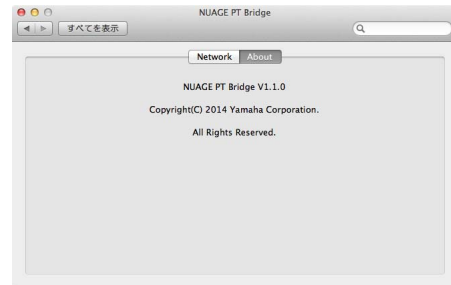 NUAGE PT Bridge
すべてを表示
Network About
NUAGE PT Bridge V1.1.0
Copyright(C) 2014 Yamaha Corporation.
All Rights Reserved.